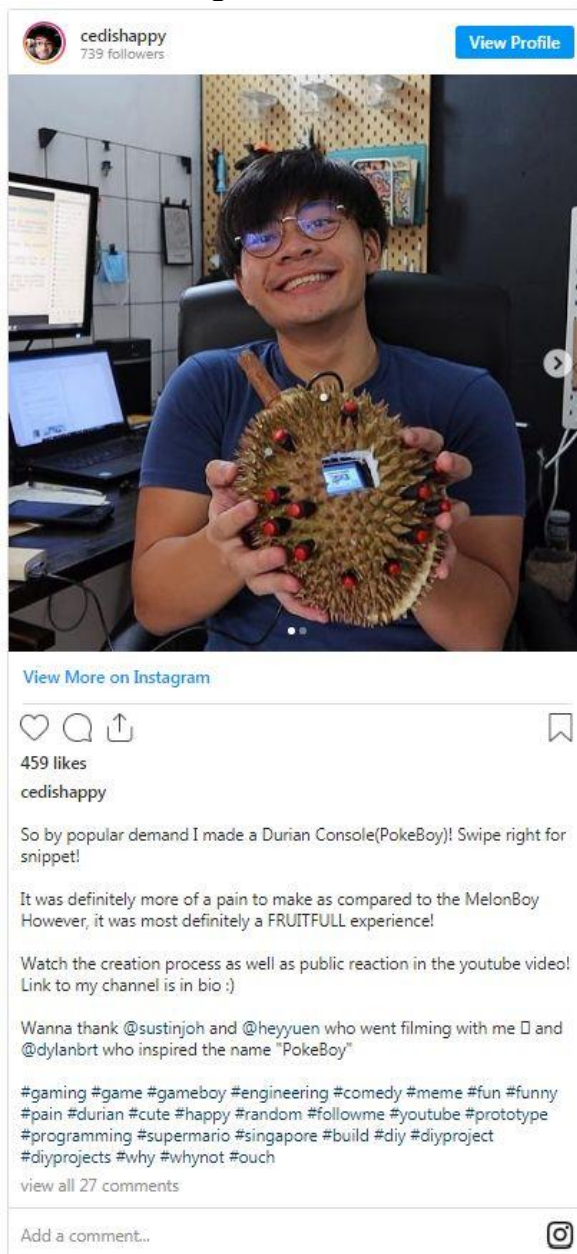 cedishappy
739 followers
View Profile
View More on Instagram
459 likes
cedishappy
So by popular demand I made a Durian Console(PokeBoy)! Swipe right for
snippet!
It was definitely more of a pain to make as compared to the MelonBoy
However, it was most definitely a FRUITFULL experience!
Watch the creation process as well as public reaction in the youtube video!
Link to my channel is in bio :)
Wanna thank @sustinjoh and @heyyuen who went filming with me ▯ and
@dylanbrt who inspired the name "PokeBoy"
#gaming #game #gameboy #engineering #comedy #meme #fun #funny
#pain #durian #cute #happy #random #followme #youtube #prototype
#programming #supermario #singapore #build #diy #diyproject
#diyprojects #why #whynot #ouch
view all 27 comments
Add a comment...